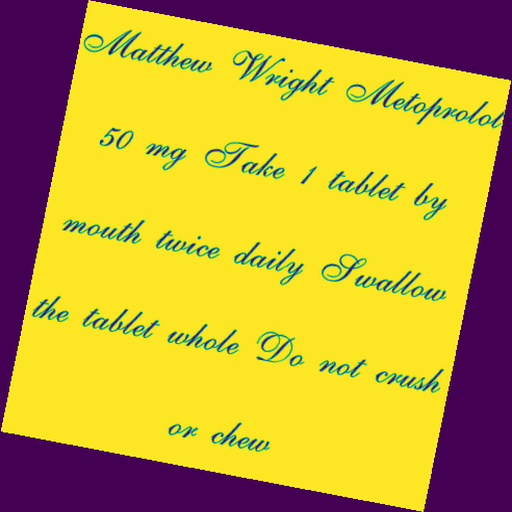 Matthew Wright Metoprolol
50 mg Take 1 tablet by
mouth twice daily Swallow
the tablet whole Do not crush
or chew